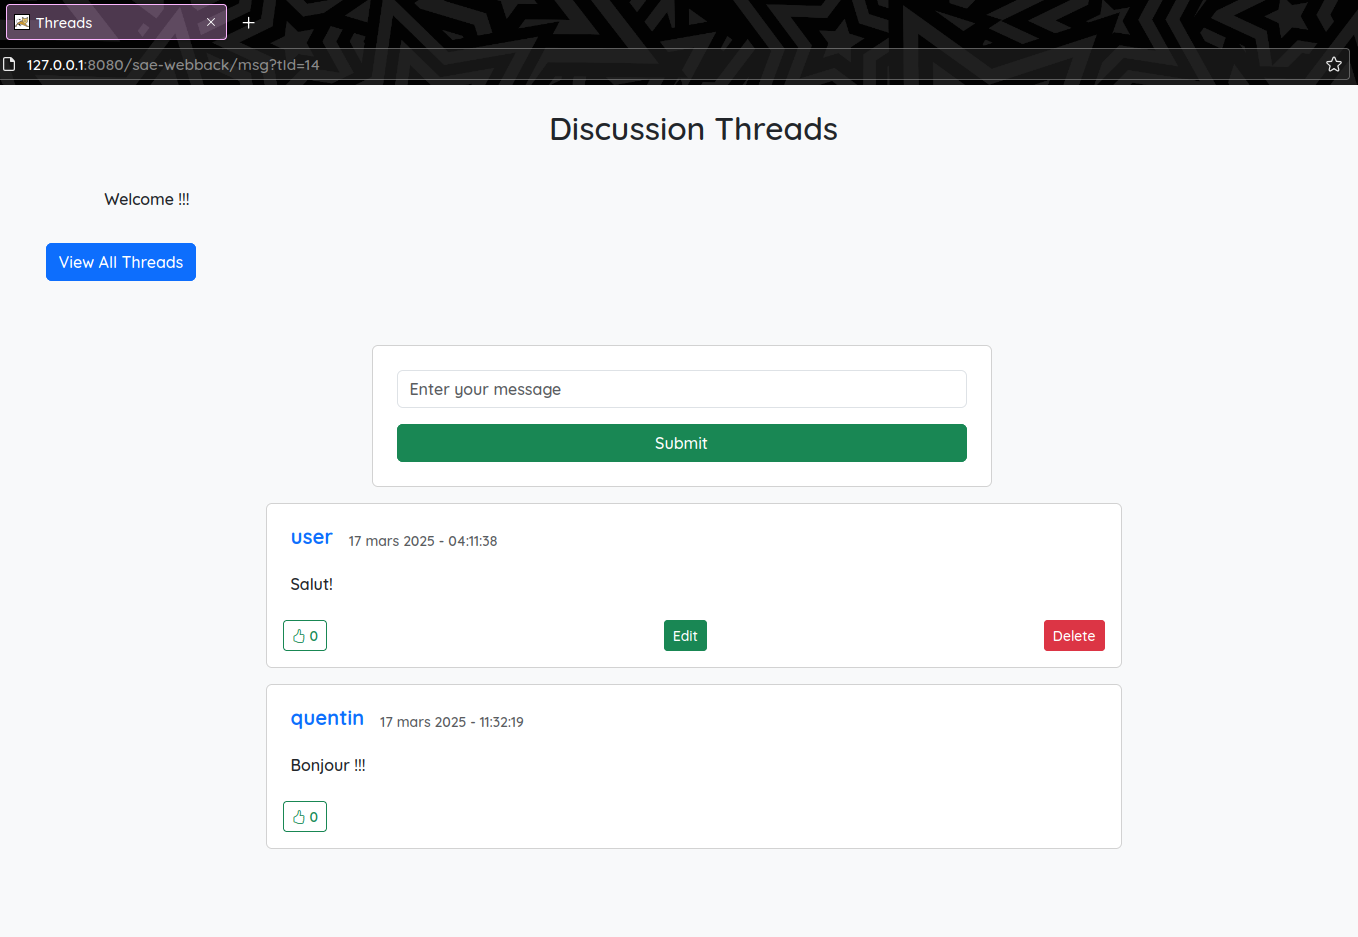 Threads
127.0.0.1:8080/sae-webback/msg?tId=14
Discussion Threads
Welcome !!!
View All Threads
Enter your message
Submit
user 17 mars 2025 - 04:11:38
Salut!
0 Edit Delete
quentin 17 mars 2025 - 11:32:19
Bonjour !!!
0